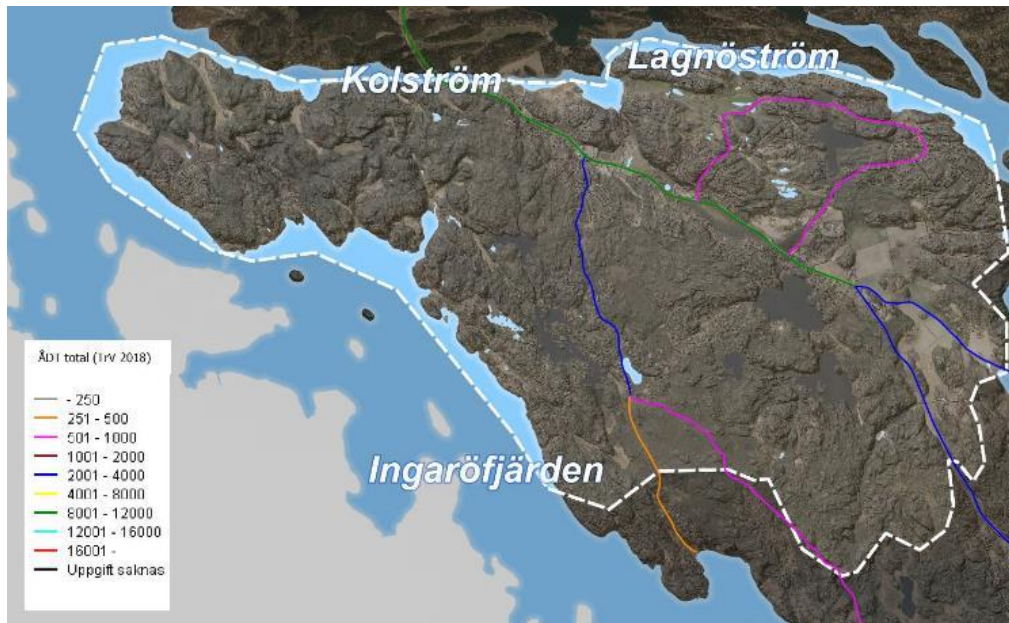 Lagnöström
Kolström
Ingaröfjärden
ÅDT total (TrV 2018)
- 250
251 - 500
501 - 1000
1001 - 2000
2001 - 4000
4001 - 8000
8001 - 12000
12001 - 16000
16001 -
Uppgift saknas